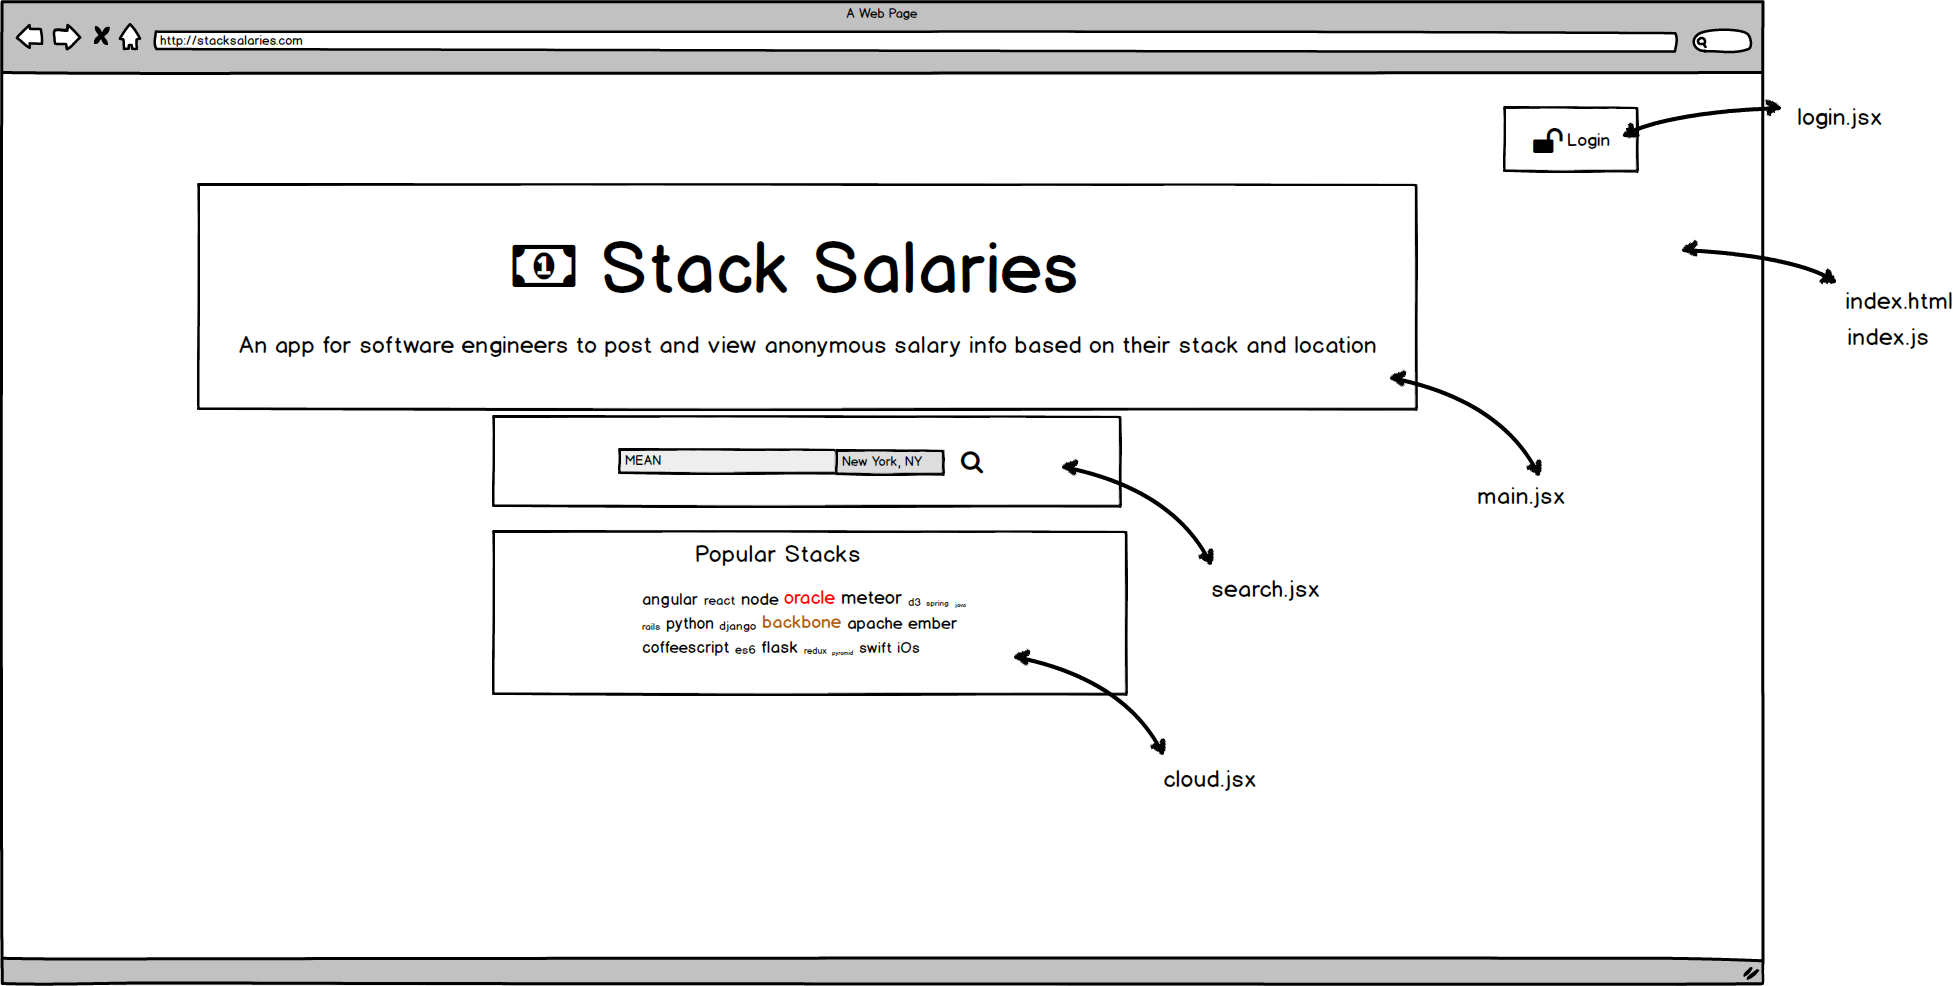 A Web Page
http://stacksalaries.com
login.jsx
Login
index.html
index.js
1 Stack Salaries
An app for software engineers to post and view anonymous salary info based on their stack and location
MEAN New York, NY
main.jsx
Popular Stacks
search.jsx
angular react node oracle meteor d3 spring java
rails python django backbone apache ember
coffeescript es6 flask redux pyramid swift iOs
cloud.jsx